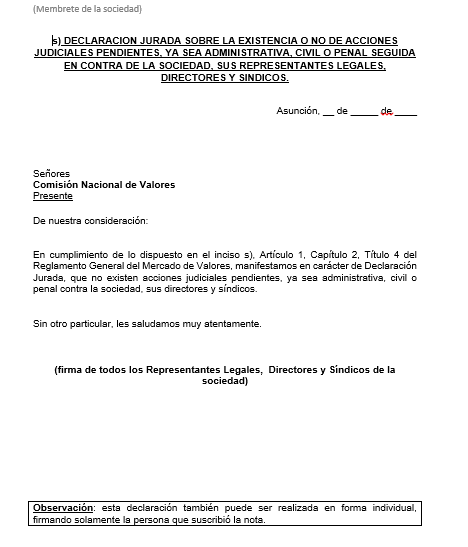 (Membrete de la sociedad)
s) DECLARACION JURADA SOBRE LA EXISTENCIA O NO DE ACCIONES
JUDICIALES PENDIENTES, YA SEA ADMINISTRATIVA, CIVIL O PENAL SEGUIDA
EN CONTRA DE LA SOCIEDAD, SUS REPRESENTANTES LEGALES,
DIRECTORES Y SINDICOS.
Asunción, __ de _____ de ____
Señores
Comisión Nacional de Valores
Presente
De nuestra consideración:
En cumplimiento de lo dispuesto en el inciso s), Artículo 1, Capítulo 2, Título 4 del
Reglamento General del Mercado de Valores, manifestamos en carácter de Declaración
Jurada, que no existen acciones judiciales pendientes, ya sea administrativa, civil o
penal contra la sociedad, sus directores y síndicos.
Sin otro particular, les saludamos muy atentamente.
(firma de todos los Representantes Legales, Directores y Síndicos de la
sociedad)
Observación: esta declaración también puede ser realizada en forma individual,
firmando solamente la persona que suscribió la nota.